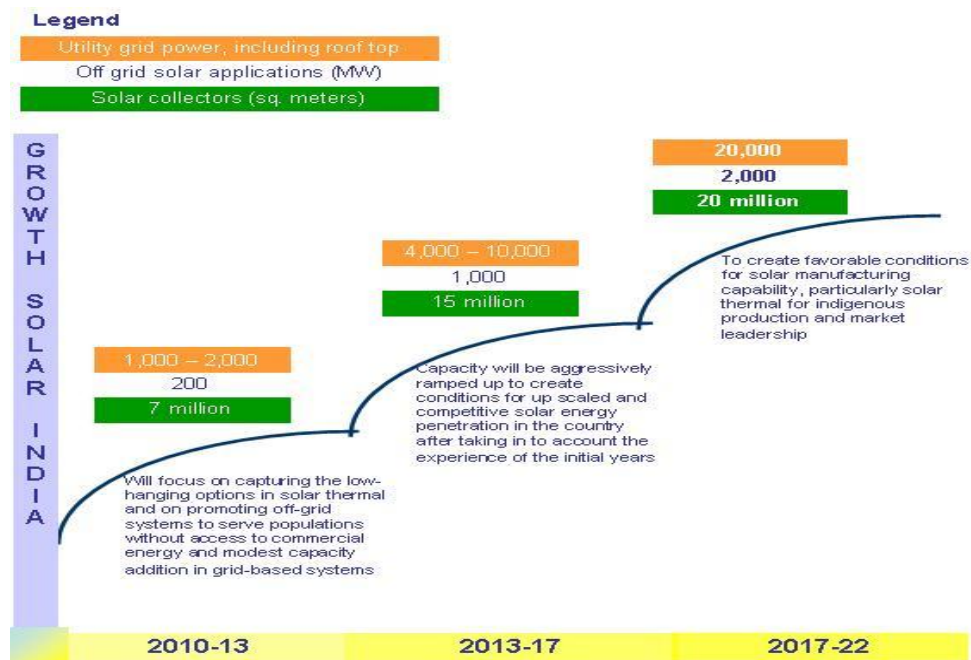 Legend
Utility grid power, including roof top
Off grid solar applications (MW)
Solar collectors (sq. meters)
GROWTH SOLAR INDIA
1,000 – 2,000
200
7 million
Will focus on capturing the low-
hanging options in solar thermal
and on promoting off-grid
systems to serve populations
without access to commercial
energy and modest capacity
addition in grid-based systems
4,000 – 10,000
1,000
15 million
Capacity will be aggressively
ramped up to create
conditions for up scaled and
competitive solar energy
penetration in the country
after taking in to account the
experience of the initial years
20,000
2,000
20 million
To create favorable conditions
for solar manufacturing
capability, particularly solar
thermal for indigenous
production and market
leadership
2010-13
2013-17
2017-22